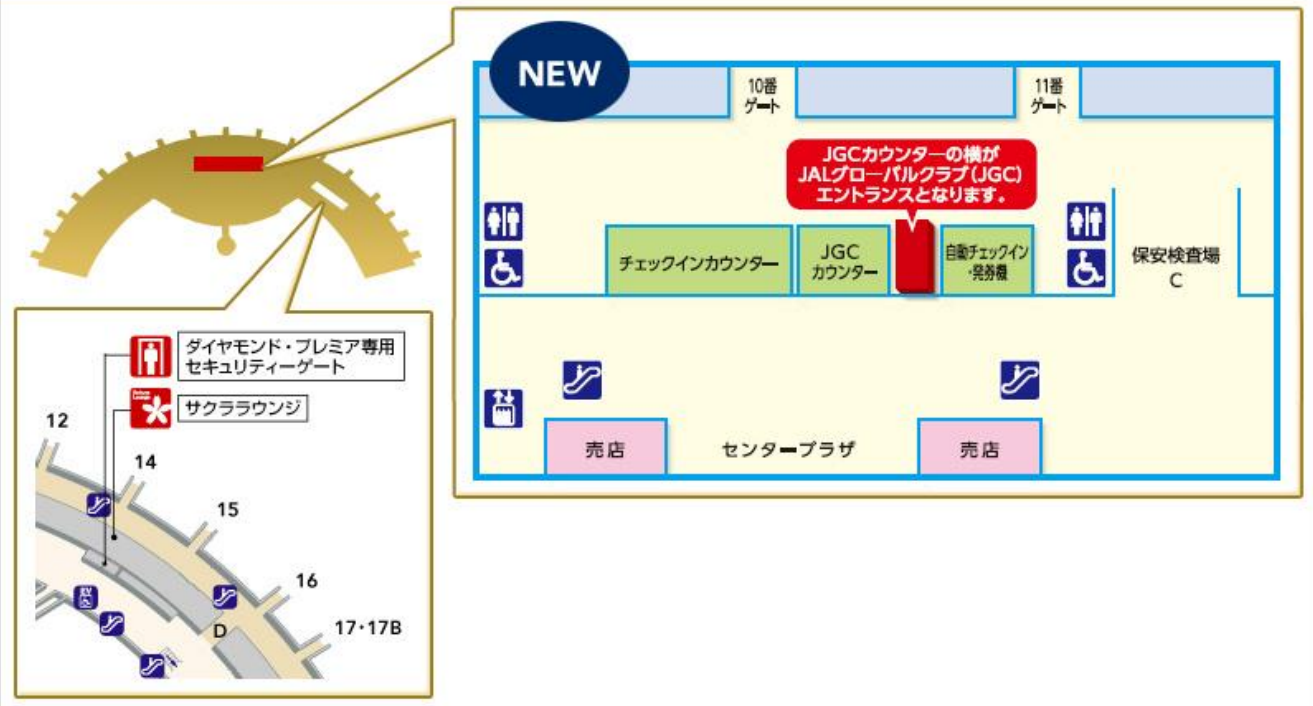 NEW
10番
ゲート
11番
ゲート
JGCカウンターの横が
JALグローバルクラブ(JGC)
エントランスとなります。
チェックインカウンター
JGC
カウンター
自動チェックイン
・発券機
保安検査場
C
売店
センタープラザ
売店
ダイヤモンド・プレミア専用
セキュリティーゲート
サクララウンジ
12
14
15
16
17・17B
D